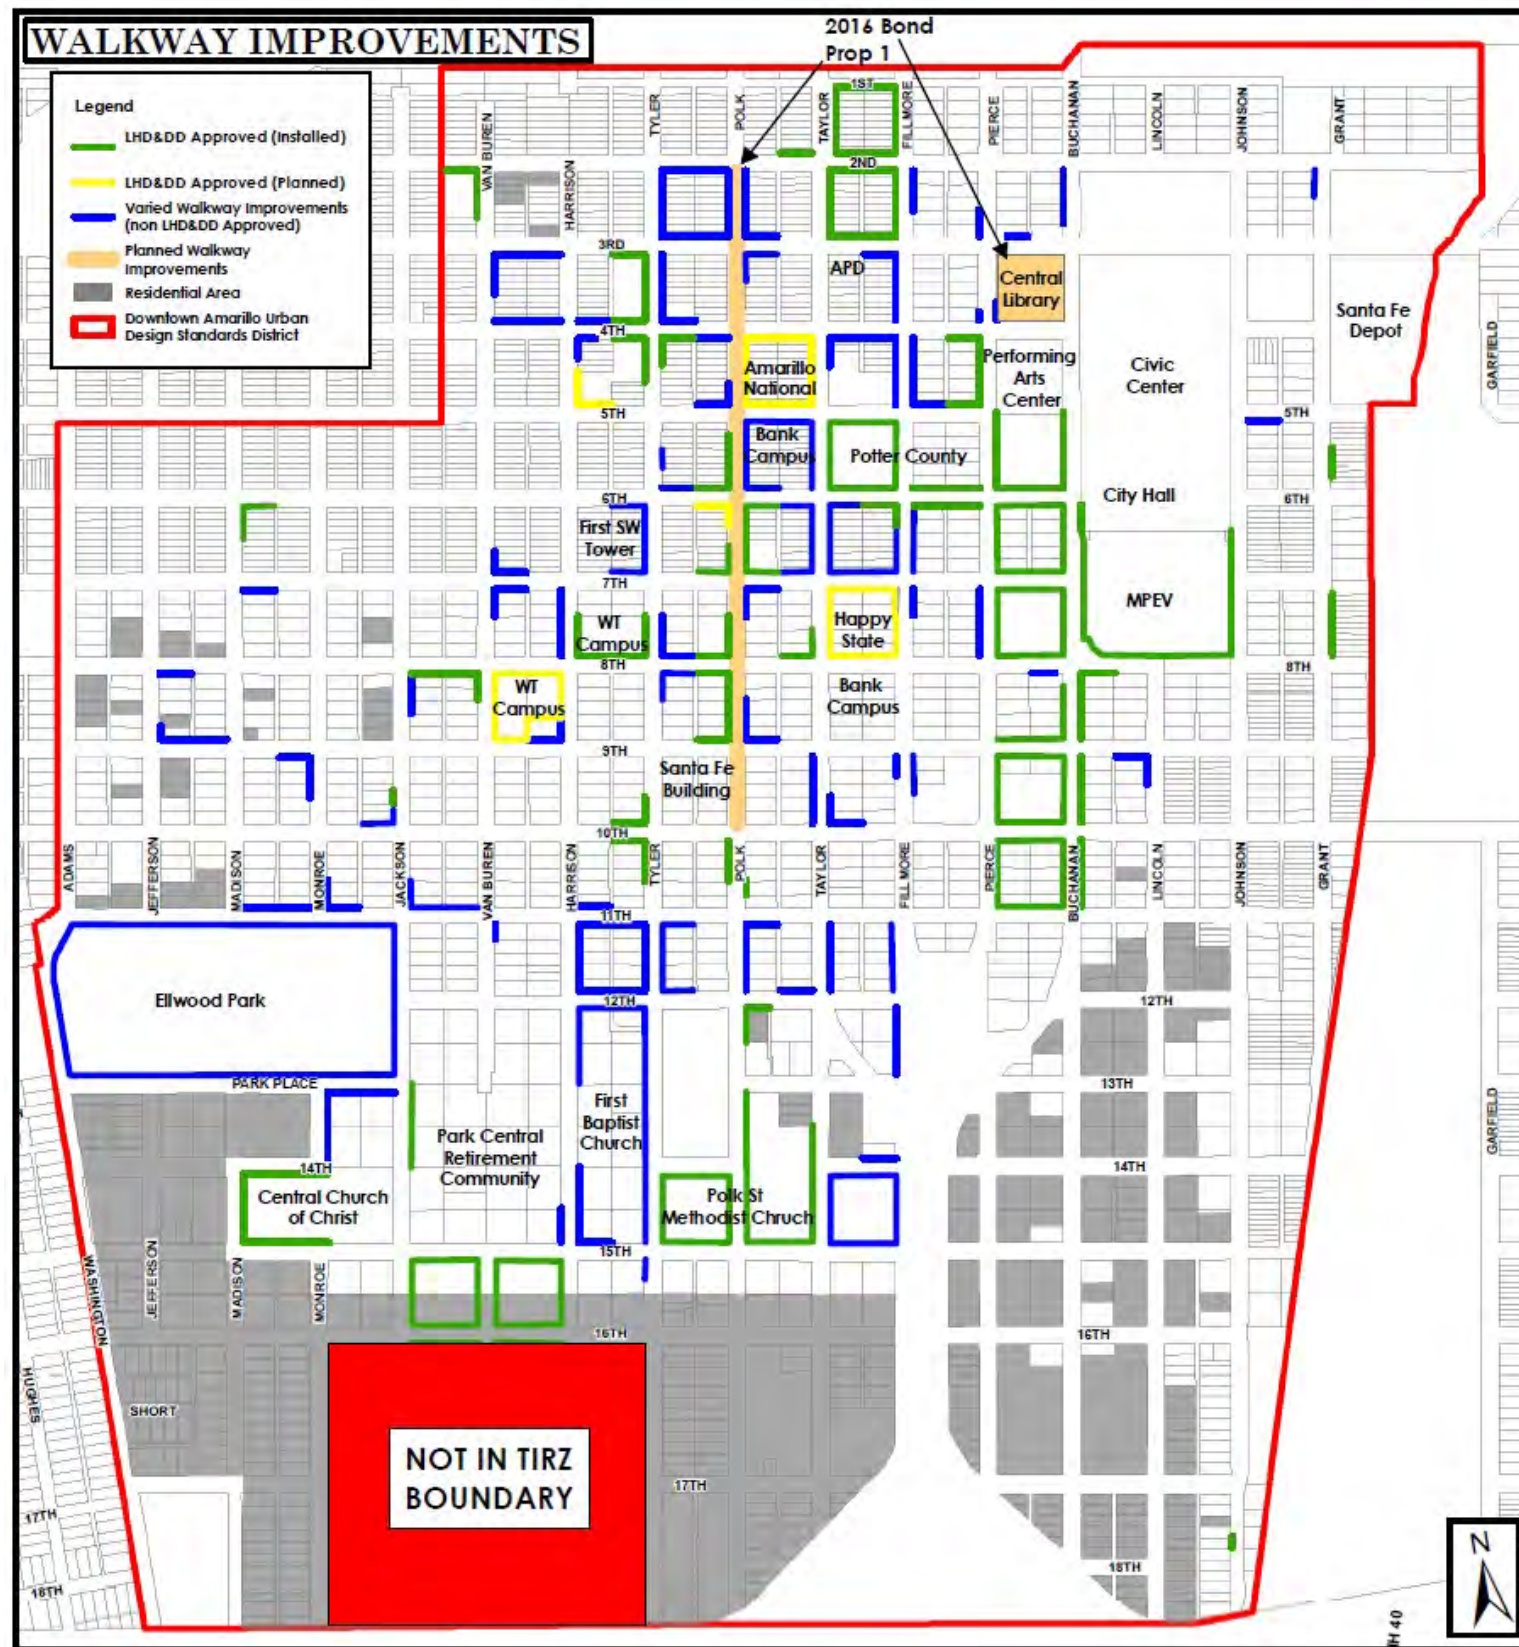 WALKWAY IMPROVEMENTS
2016 Bond
Prop 1
Legend
LHD&DD Approved (Installed)
LHD&DD Approved (Planned)
Varied Walkway Improvements
(non LHD&DD Approved)
Planned Walkway
Improvements
Residential Area
Downtown Amarillo Urban
Design Standards District
VAN BUREN
HARRISON
TYLER
POLK
TAYLOR
FILLMORE
PIERCE
BUCHANAN
LINCOLN
JOHNSON
GRANT
1ST
2ND
3RD
APD
Central
Library
Santa Fe
Depot
GARFIELD
4TH
Amarillo
National
Performing
Arts
Center
Civic
Center
5TH
5TH
Bank
Campus
Potter County
6TH
City Hall
6TH
First SW
Tower
7TH
MPEV
WT
Campus
Happy
State
8TH
8TH
WT
Campus
Bank
Campus
9TH
Santa Fe
Building
10TH
ADAMS
JEFFERSON
MADISON
MONROE
JACKSON
VAN BUREN
HARRISON
TYLER
POLK
TAYLOR
FILLMORE
PIERCE
BUCHANAN
LINCOLN
JOHNSON
GRANT
11TH
Ellwood Park
12TH
12TH
PARK PLACE
13TH
First
Baptist
Church
Park Central
Retirement
Community
GARFIELD
14TH
14TH
Central Church
of Christ
Polk St
Methodist Chruch
15TH
WASHINGTON
JEFFERSON
MADISON
MONROE
16TH
16TH
HUGHES
SHORT
NOT IN TIRZ
BOUNDARY
17TH
17TH
18TH
18TH
N
IH 40